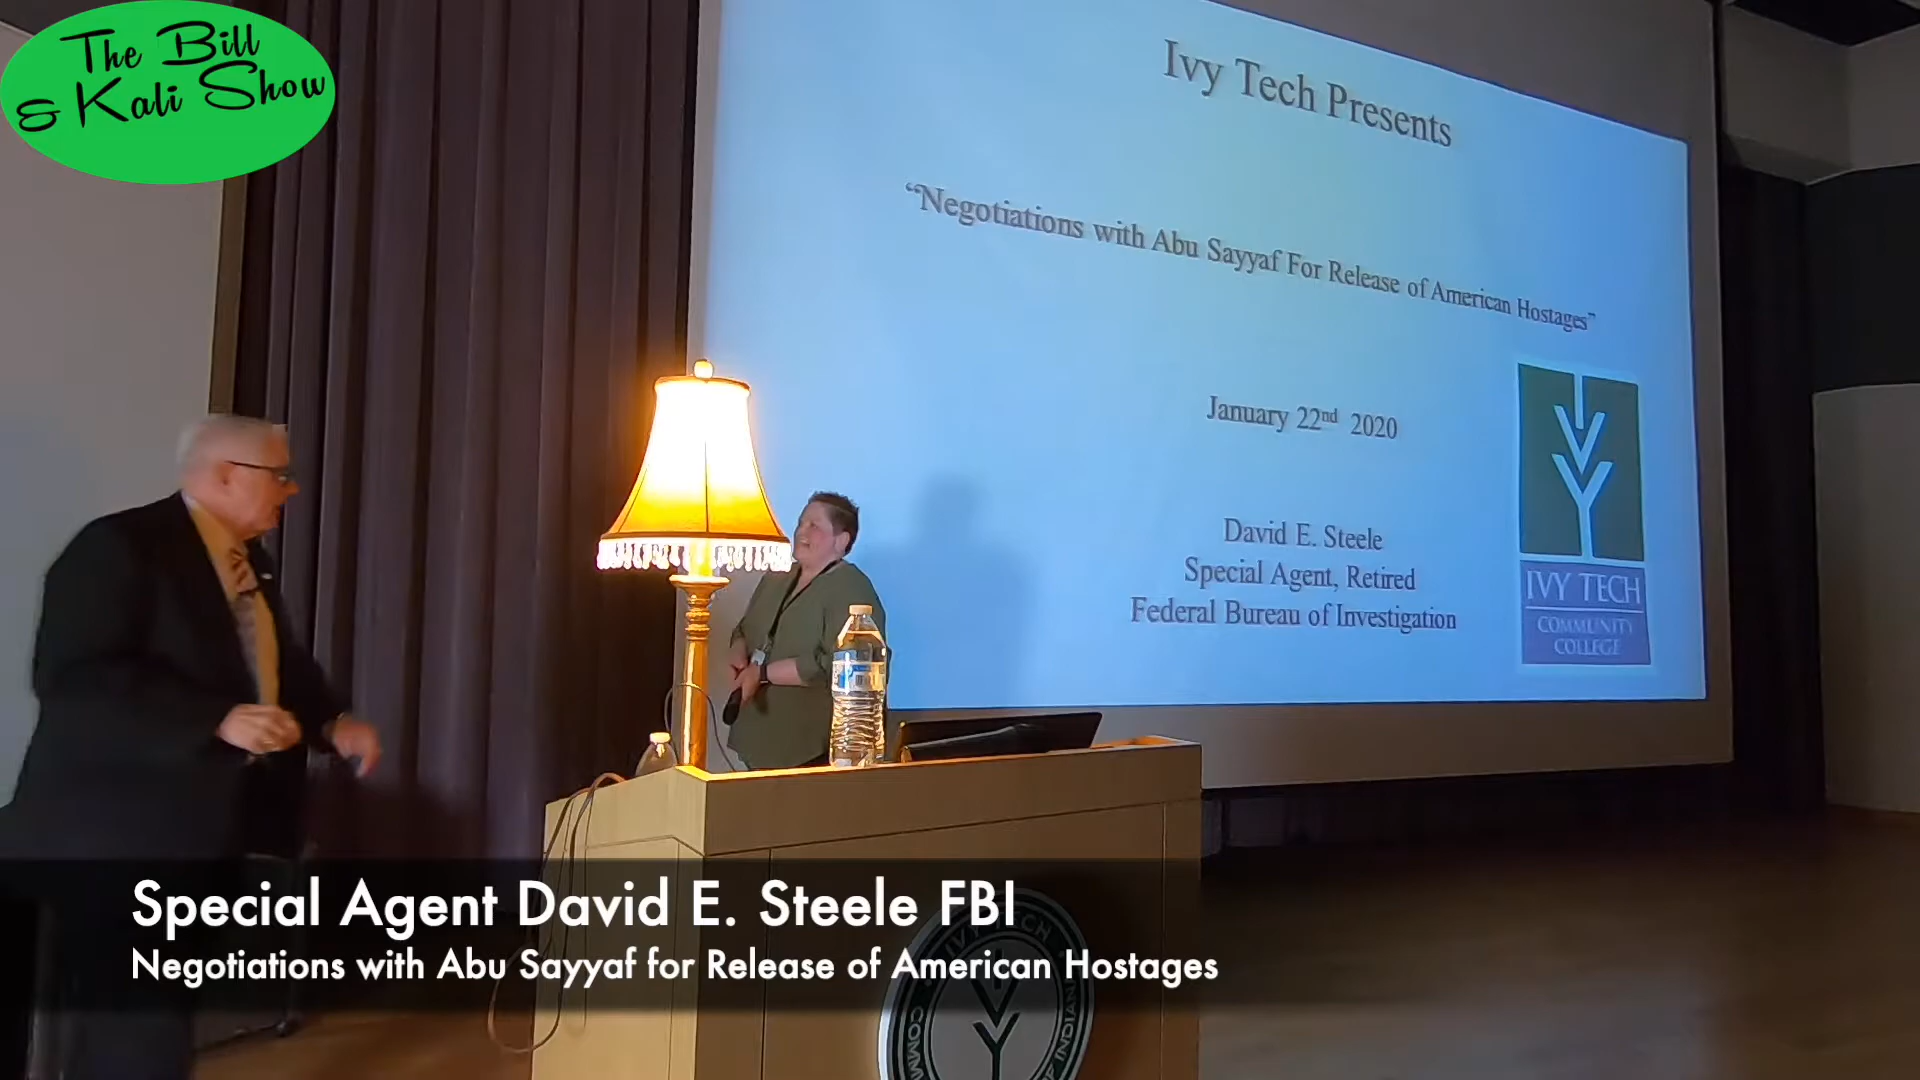 The Bill
& Kali Show
Ivy Tech Presents
“Negotiations with Abu Sayyaf For Release of American Hostages”
January 22nd 2020
David E. Steele
Special Agent, Retired
Federal Bureau of Investigation
IVY TECH
COMMUNITY
COLLEGE
Special Agent David E. Steele FBI
Negotiations with Abu Sayyaf for Release of American Hostages
IVY TECH